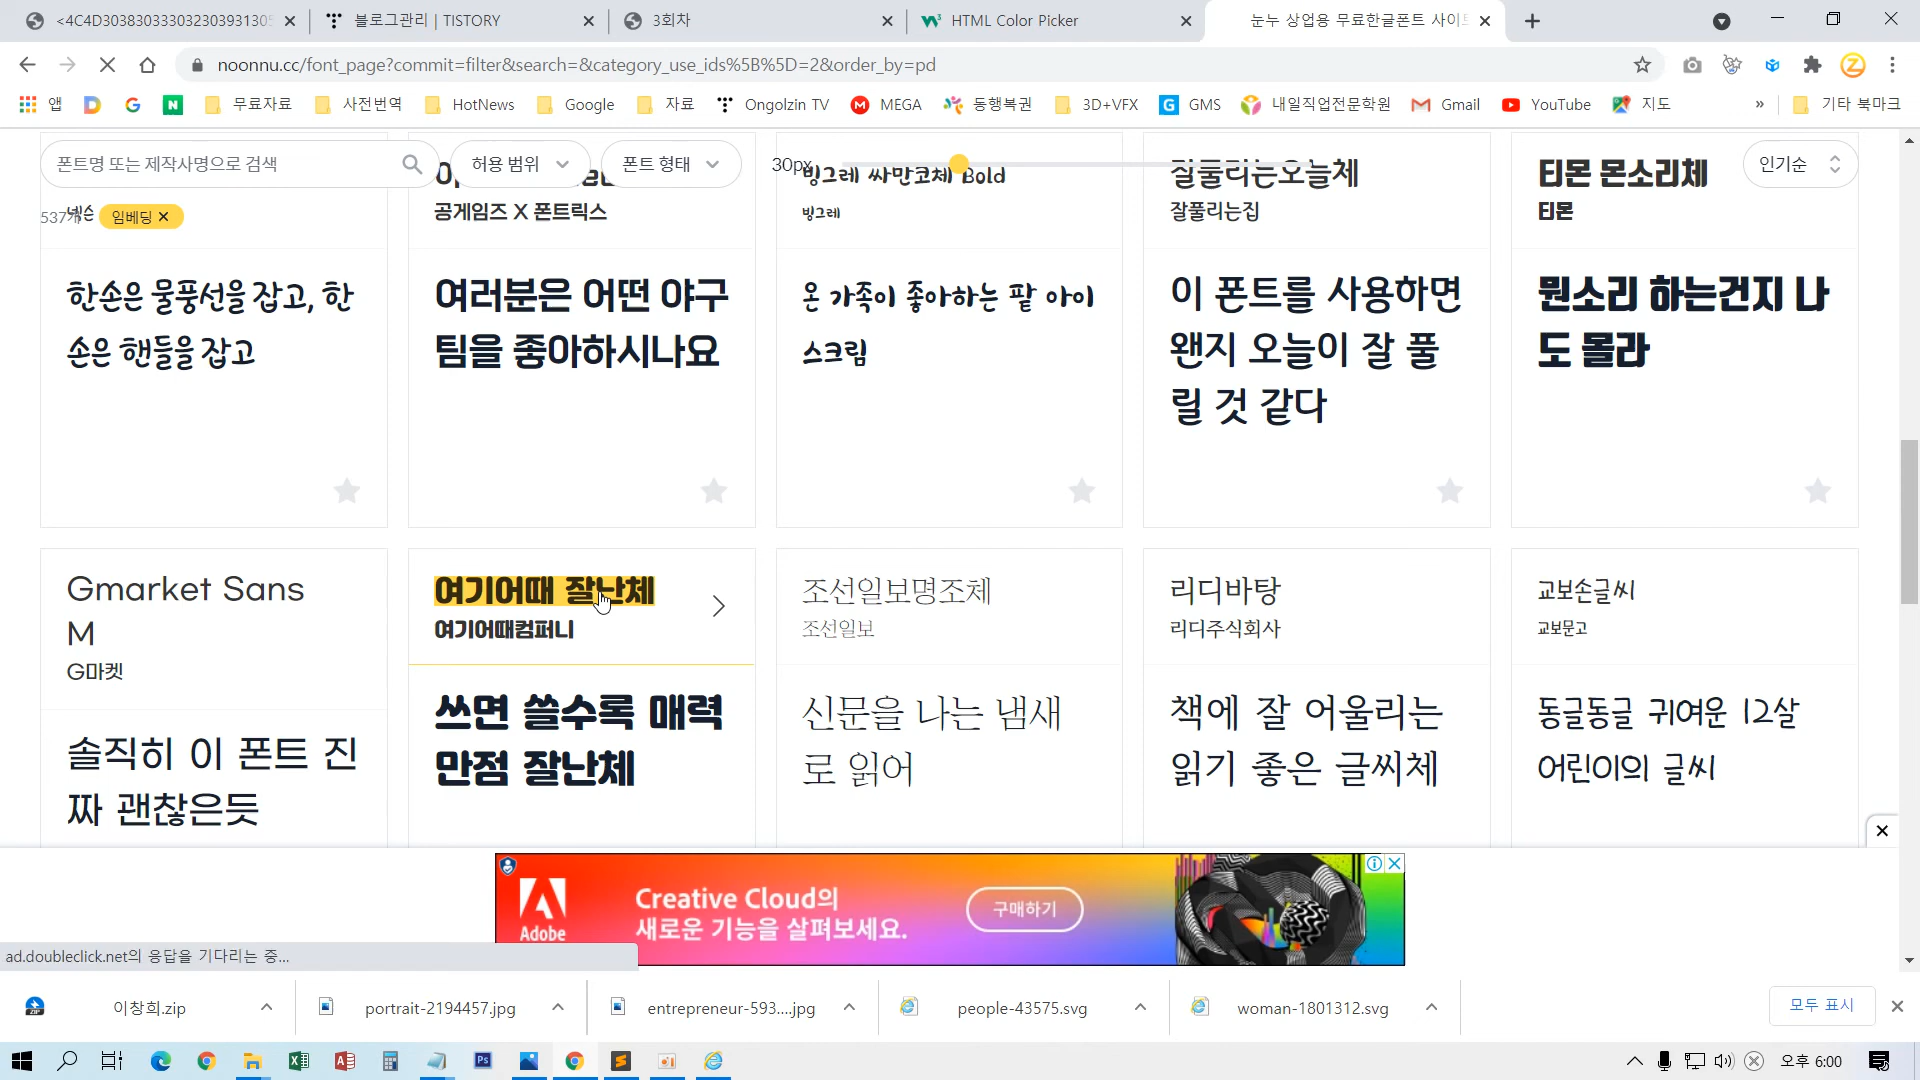 <4C4D30383033303230393130
블로그관리 | TISTORY
3회차
HTML Color Picker
눈누 상업용 무료한글폰트 사이트
noonnu.cc/font_page?commit=filter&search=&category_use_ids%5B%5D=2&order_by=pd
앱
무료자료
사전번역
HotNews
Google
자료
Ongolzin TV
MEGA
동행복권
3D+VFX
GMS
내일직업전문학원
Gmail
YouTube
지도
»
기타 북마크
폰트명 또는 제작사명으로 검색
허용 범위
폰트 형태
30px
인기순
537개
임베딩 ×
넥슨
공게임즈 X 폰트릭스
빙그레 싸만코체 Bold
빙그레
잘풀리는오늘체
잘풀리는집
티몬 몬소리체
티몬
한손은 물풍선을 잡고, 한
손은 핸들을 잡고
여러분은 어떤 야구
팀을 좋아하시나요
온 가족이 좋아하는 팥 아이
스크림
이 폰트를 사용하면
왠지 오늘이 잘 풀
릴 것 같다
뭔소리 하는건지 나
도 몰라
Gmarket Sans
M
G마켓
여기어때 잘난체
여기어때컴퍼니
조선일보명조체
조선일보
리디바탕
리디주식회사
교보손글씨
교보문고
솔직히 이 폰트 진
짜 괜찮은듯
쓰면 쓸수록 매력
만점 잘난체
신문을 나는 냄새
로 읽어
책에 잘 어울리는
읽기 좋은 글씨체
동글동글 귀여운 12살
어린이의 글씨
Adobe
Creative Cloud의
새로운 기능을 살펴보세요.
구매하기
ad.doubleclick.net의 응답을 기다리는 중...
이창희.zip
portrait-2194457.jpg
entrepreneur-593....jpg
people-43575.svg
woman-1801312.svg
모두 표시
오후 6:00